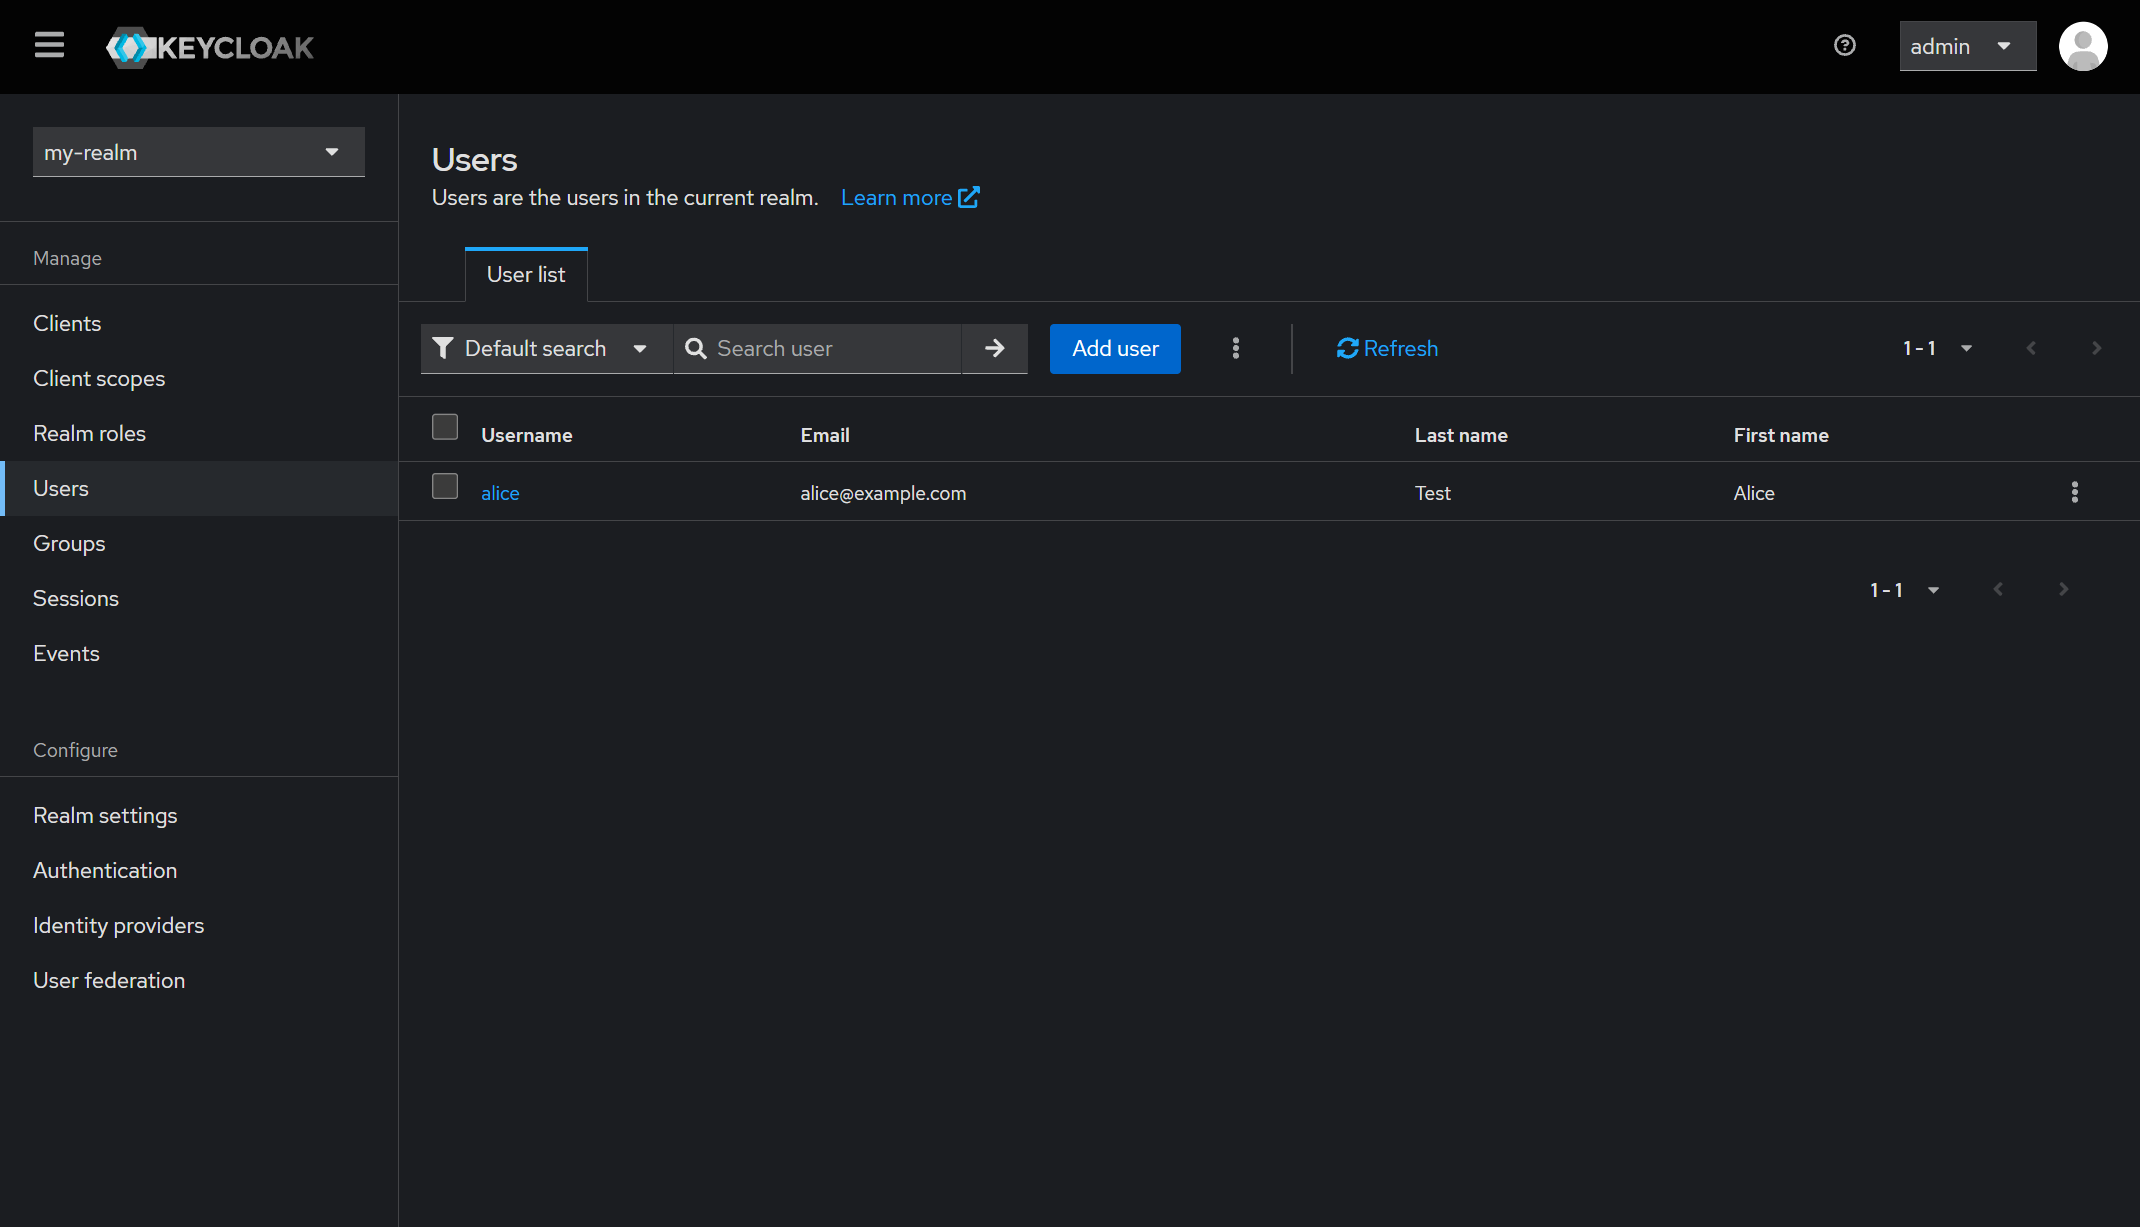 KEYCLOAK
admin
my-realm
Manage
Clients
Client scopes
Realm roles
Users
Groups
Sessions
Events
Configure
Realm settings
Authentication
Identity providers
User federation
Users
Users are the users in the current realm. Learn more
User list
Default search Search user Add user Refresh 1 - 1
Username Email Last name First name
alice alice@example.com Test Alice
1 - 1